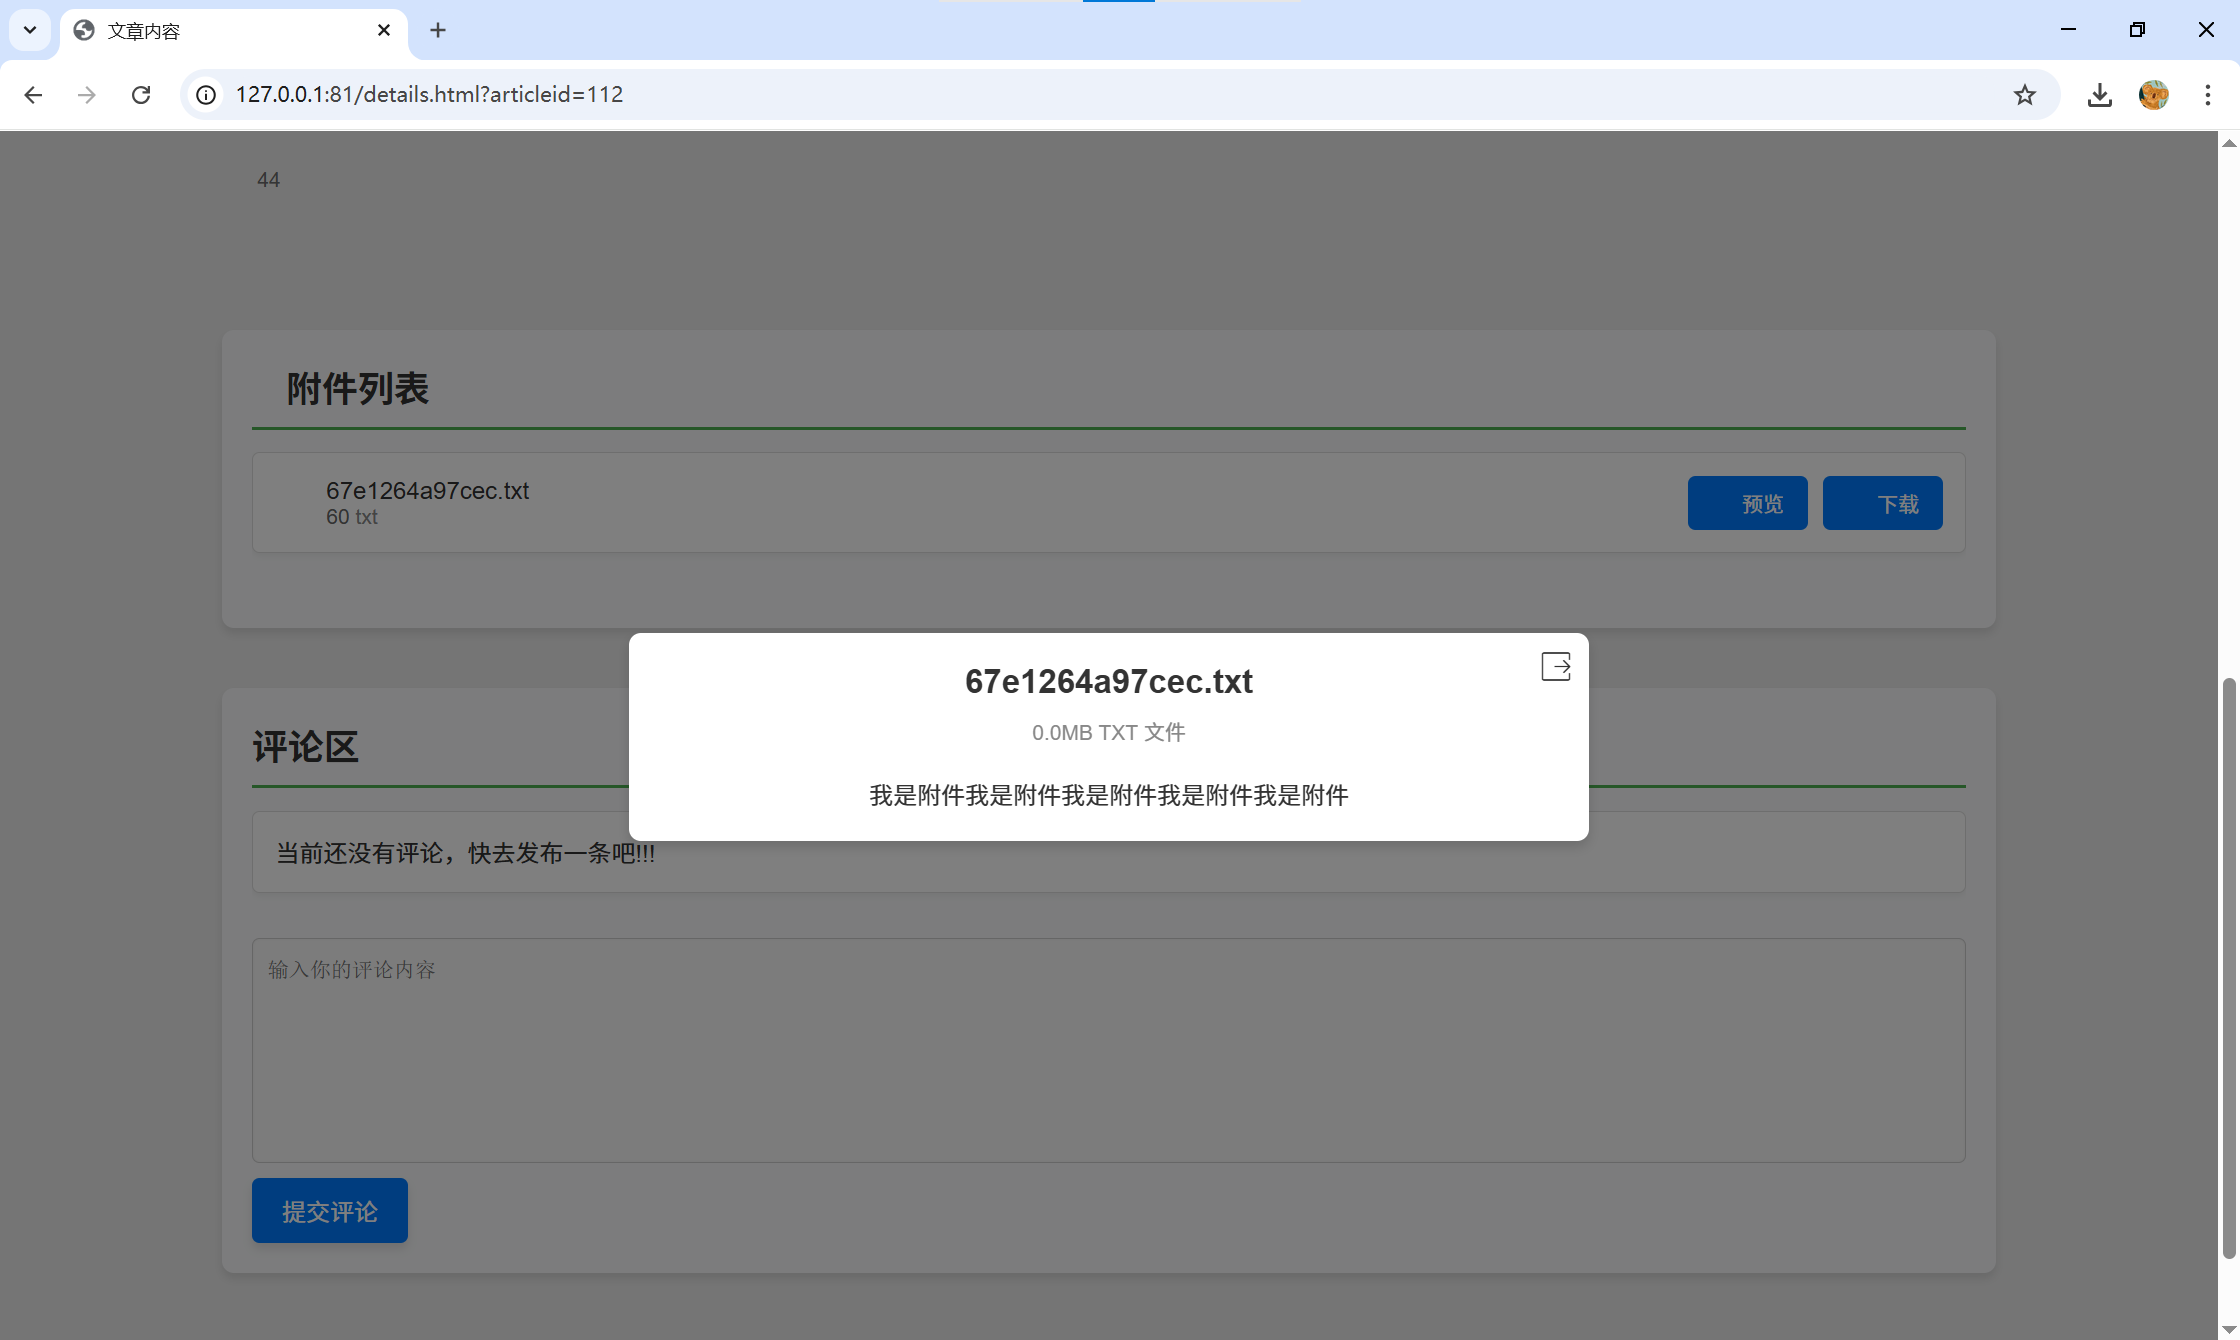 文章内容
127.0.0.1:81/details.html?articleid=112
44
附件列表
67e1264a97cec.txt
60 txt
预览
下载
67e1264a97cec.txt
0.0MB TXT 文件
我是附件我是附件我是附件我是附件我是附件
评论区
当前还没有评论，快去发布一条吧!!!
输入你的评论内容
提交评论